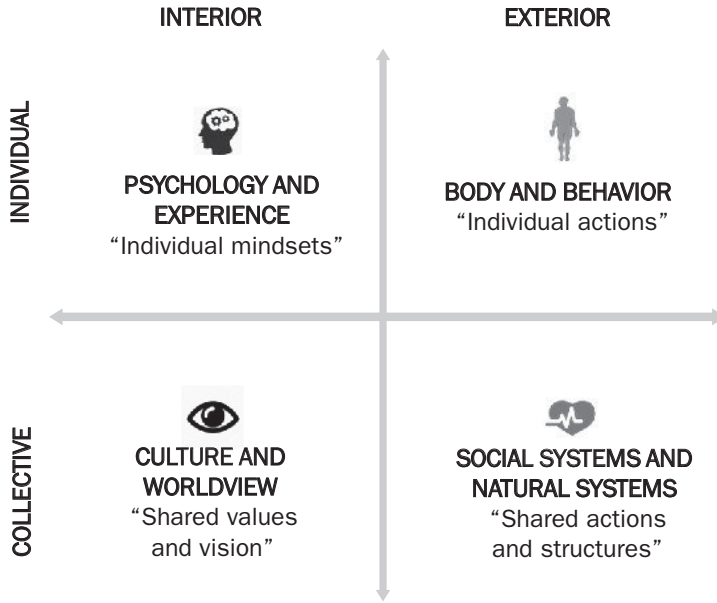 INTERIOR
EXTERIOR
INDIVIDUAL
PSYCHOLOGY AND
EXPERIENCE
“Individual mindsets”
BODY AND BEHAVIOR
“Individual actions”
COLLECTIVE
CULTURE AND
WORLDVIEW
“Shared values
and vision”
SOCIAL SYSTEMS AND
NATURAL SYSTEMS
“Shared actions
and structures”